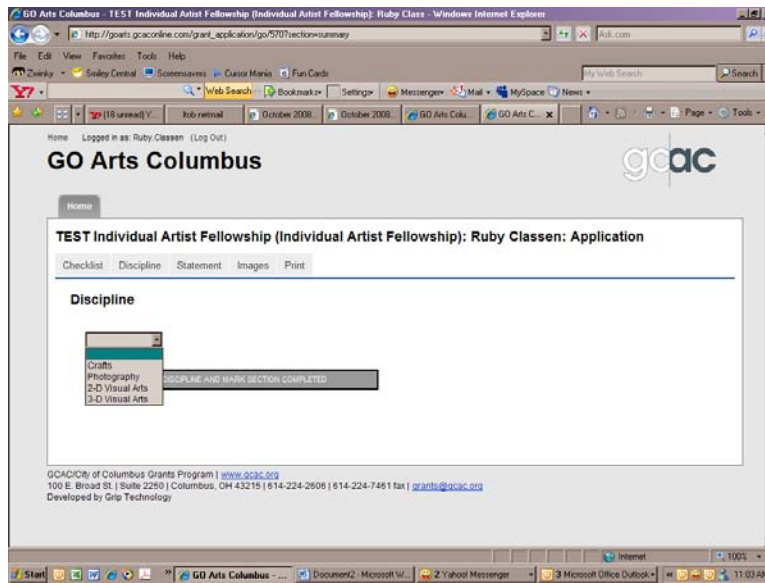 GO Arts Columbus - TEST Individual Artist Fellowship (Individual Artist Fellowship): Ruby Class - Windows Internet Explorer
http://goarts.gcaconline.com/grant_application/go/570?section=summary
Ask.com
File Edit View Favorites Tools Help
Zwinky Smiley Central Screensavers Cursor Mania Fun Cards My Web Search Search
Y7 Web Search Bookmarks Settings Messenger Mail MySpace News
(18 unread) Y... October 2008... October 2008... GO Arts Colu... GO Arts C... x Page Tools
Home Logged in as: Ruby Classen (Log Out)
GO Arts Columbus
gcac
Home
TEST Individual Artist Fellowship (Individual Artist Fellowship): Ruby Classen: Application
Checklist Discipline Statement Images Print
Discipline
Crafts
Photography
2-D Visual Arts
3-D Visual Arts
DISCIPLINE AND MARK SECTION COMPLETED
GCAC/City of Columbus Grants Program | www.gcac.org
100 E. Broad St. | Suite 2250 | Columbus, OH 43215 | 614-224-2606 | 614-224-7461 fax | grants@gcac.org
Developed by Grip Technology
Internet 100%
Start » GO Arts Columbus - ... Document2 - Microsoft W... 2 Yahoo! Messenger 3 Microsoft Office Outlook « 11:03 AM